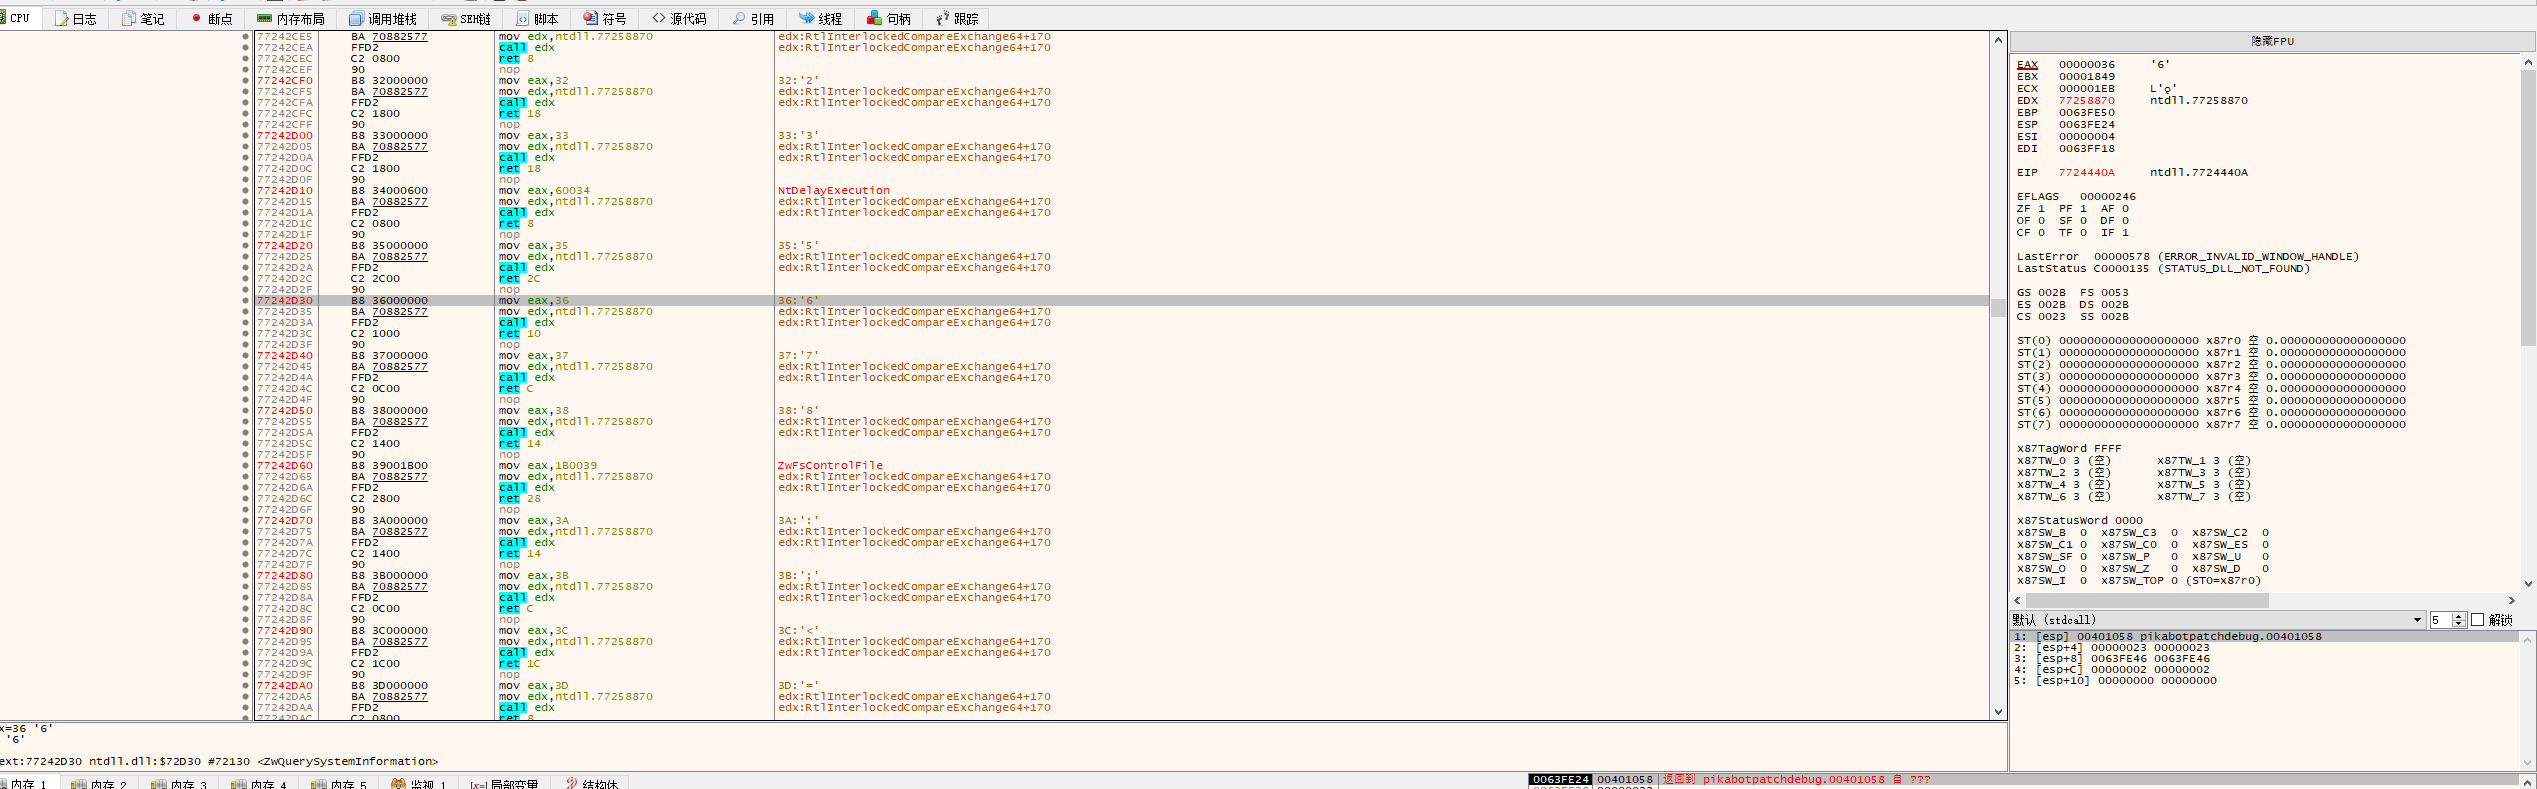 CPU 日志 笔记 断点 内存布局 调用堆栈 SEH链 脚本 符号 源代码 引用 线程 句柄 跟踪
77242CE5 BA 70882577 mov edx,ntdll.77258870 edx:RtlInterlockedCompareExchange64+170
77242CEA FFD2 call edx edx:RtlInterlockedCompareExchange64+170
77242CEC C2 0800 ret 8
77242CEF 90 nop
77242CF0 B8 32000000 mov eax,32 32:'2'
77242CF5 BA 70882577 mov edx,ntdll.77258870 edx:RtlInterlockedCompareExchange64+170
77242CFA FFD2 call edx edx:RtlInterlockedCompareExchange64+170
77242CFC C2 1800 ret 18
77242CFF 90 nop
77242D00 B8 33000000 mov eax,33 33:'3'
77242D05 BA 70882577 mov edx,ntdll.77258870 edx:RtlInterlockedCompareExchange64+170
77242D0A FFD2 call edx edx:RtlInterlockedCompareExchange64+170
77242D0C C2 1800 ret 18
77242D0F 90 nop
77242D10 B8 34000600 mov eax,60034 NtDelayExecution
77242D15 BA 70882577 mov edx,ntdll.77258870 edx:RtlInterlockedCompareExchange64+170
77242D1A FFD2 call edx edx:RtlInterlockedCompareExchange64+170
77242D1C C2 0800 ret 8
77242D1F 90 nop
77242D20 B8 35000000 mov eax,35 35:'5'
77242D25 BA 70882577 mov edx,ntdll.77258870 edx:RtlInterlockedCompareExchange64+170
77242D2A FFD2 call edx edx:RtlInterlockedCompareExchange64+170
77242D2C C2 2C00 ret 2C
77242D2F 90 nop
77242D30 B8 36000000 mov eax,36 36:'6'
77242D35 BA 70882577 mov edx,ntdll.77258870 edx:RtlInterlockedCompareExchange64+170
77242D3A FFD2 call edx edx:RtlInterlockedCompareExchange64+170
77242D3C C2 1000 ret 10
77242D3F 90 nop
77242D40 B8 37000000 mov eax,37 37:'7'
77242D45 BA 70882577 mov edx,ntdll.77258870 edx:RtlInterlockedCompareExchange64+170
77242D4A FFD2 call edx edx:RtlInterlockedCompareExchange64+170
77242D4C C2 0C00 ret C
77242D4F 90 nop
77242D50 B8 38000000 mov eax,38 38:'8'
77242D55 BA 70882577 mov edx,ntdll.77258870 edx:RtlInterlockedCompareExchange64+170
77242D5A FFD2 call edx edx:RtlInterlockedCompareExchange64+170
77242D5C C2 1400 ret 14
77242D5F 90 nop
77242D60 B8 39001B00 mov eax,1B0039 ZwFsControlFile
77242D65 BA 70882577 mov edx,ntdll.77258870 edx:RtlInterlockedCompareExchange64+170
77242D6A FFD2 call edx edx:RtlInterlockedCompareExchange64+170
77242D6C C2 2800 ret 28
77242D6F 90 nop
77242D70 B8 3A000000 mov eax,3A 3A:':'
77242D75 BA 70882577 mov edx,ntdll.77258870 edx:RtlInterlockedCompareExchange64+170
77242D7A FFD2 call edx edx:RtlInterlockedCompareExchange64+170
77242D7C C2 1400 ret 14
77242D7F 90 nop
77242D80 B8 3B000000 mov eax,3B 3B:';'
77242D85 BA 70882577 mov edx,ntdll.77258870 edx:RtlInterlockedCompareExchange64+170
77242D8A FFD2 call edx edx:RtlInterlockedCompareExchange64+170
77242D8C C2 0C00 ret C
77242D8F 90 nop
77242D90 B8 3C000000 mov eax,3C 3C:'<'
77242D95 BA 70882577 mov edx,ntdll.77258870 edx:RtlInterlockedCompareExchange64+170
77242D9A FFD2 call edx edx:RtlInterlockedCompareExchange64+170
77242D9C C2 1C00 ret 1C
77242D9F 90 nop
77242DA0 B8 3D000000 mov eax,3D 3D:'='
77242DA5 BA 70882577 mov edx,ntdll.77258870 edx:RtlInterlockedCompareExchange64+170
77242DAA FFD2 call edx edx:RtlInterlockedCompareExchange64+170
77242DAC C2 0800 ret 8
隐藏FPU
EAX 00000036 '6'
EBX 00001849
ECX 000001EB L'ǫ'
EDX 77258870 ntdll.77258870
EBP 0063FE50
ESP 0063FE24
ESI 00000004
EDI 0063FF18
EIP 7724440A ntdll.7724440A
EFLAGS 00000246
ZF 1 PF 1 AF 0
OF 0 SF 0 DF 0
CF 0 TF 0 IF 1
LastError 00000578 (ERROR_INVALID_WINDOW_HANDLE)
LastStatus C0000135 (STATUS_DLL_NOT_FOUND)
GS 002B FS 0053
ES 002B DS 002B
CS 0023 SS 002B
ST(0) 00000000000000000000 x87r0 空 0.000000000000000000
ST(1) 00000000000000000000 x87r1 空 0.000000000000000000
ST(2) 00000000000000000000 x87r2 空 0.000000000000000000
ST(3) 00000000000000000000 x87r3 空 0.000000000000000000
ST(4) 00000000000000000000 x87r4 空 0.000000000000000000
ST(5) 00000000000000000000 x87r5 空 0.000000000000000000
ST(6) 00000000000000000000 x87r6 空 0.000000000000000000
ST(7) 00000000000000000000 x87r7 空 0.000000000000000000
x87TagWord FFFF
x87TW_0 3 (空) x87TW_1 3 (空)
x87TW_2 3 (空) x87TW_3 3 (空)
x87TW_4 3 (空) x87TW_5 3 (空)
x87TW_6 3 (空) x87TW_7 3 (空)
x87StatusWord 0000
x87SW_B 0 x87SW_C3 0 x87SW_C2 0
x87SW_C1 0 x87SW_C0 0 x87SW_ES 0
x87SW_SF 0 x87SW_P 0 x87SW_U 0
x87SW_O 0 x87SW_Z 0 x87SW_D 0
x87SW_I 0 x87SW_TOP 0 (ST0=x87r0)
默认 (stdcall) 5 解锁
1: [esp] 00401058 pikabotpatchdebug.00401058
2: [esp+4] 00000023 00000023
3: [esp+8] 0063FE46 0063FE46
4: [esp+C] 00000002 00000002
5: [esp+10] 00000000 00000000
x=36 '6'
'6'
ext:77242D30 ntdll.dll:$72D30 #72130 <ZwQuerySystemInformation>
内存 1 内存 2 内存 3 内存 4 内存 5 监视 1 [x=] 局部变量 结构体
0063FE24 00401058 返回到 pikabotpatchdebug.00401058 自 ???